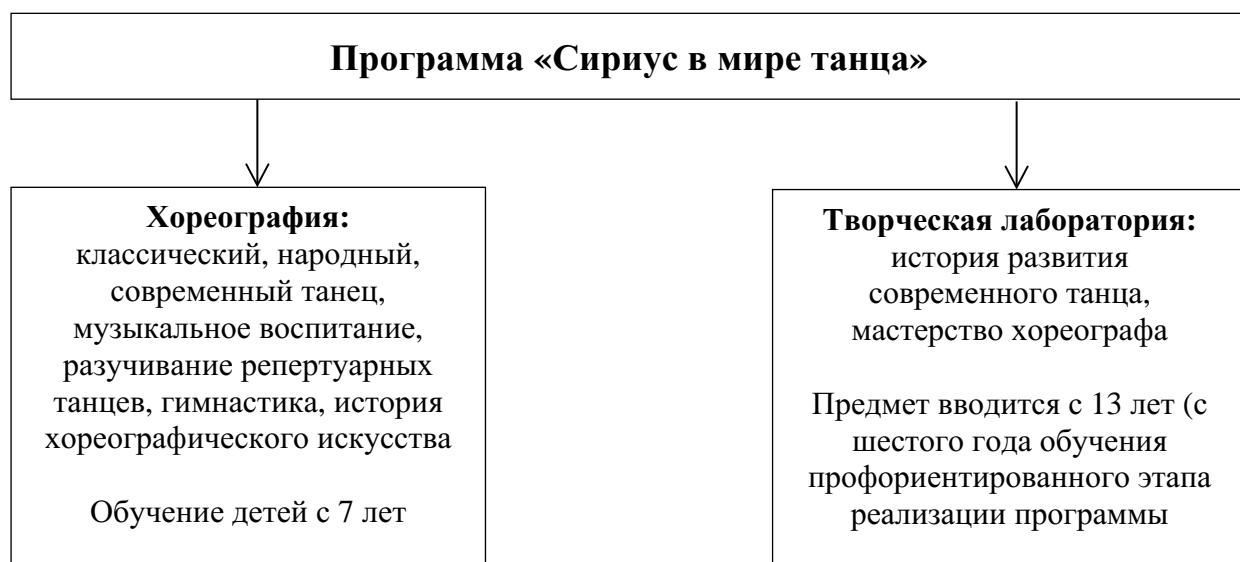 Программа «Сириус в мире танца»
Хореография:
классический, народный,
современный танец,
музыкальное воспитание,
разучивание репертуарных
танцев, гимнастика, история
хореографического искусства
Обучение детей с 7 лет
Творческая лаборатория:
история развития
современного танца,
мастерство хореографа
Предмет вводится с 13 лет (с
шестого года обучения
профориентированного этапа
реализации программы